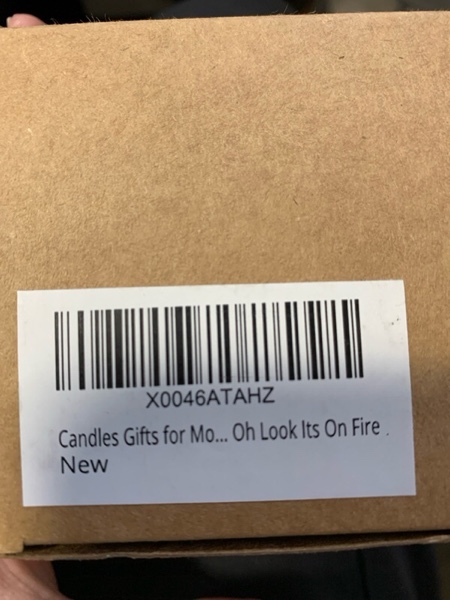 X0046ATAHZ
Candles Gifts for Mo... Oh Look Its On Fire .
New